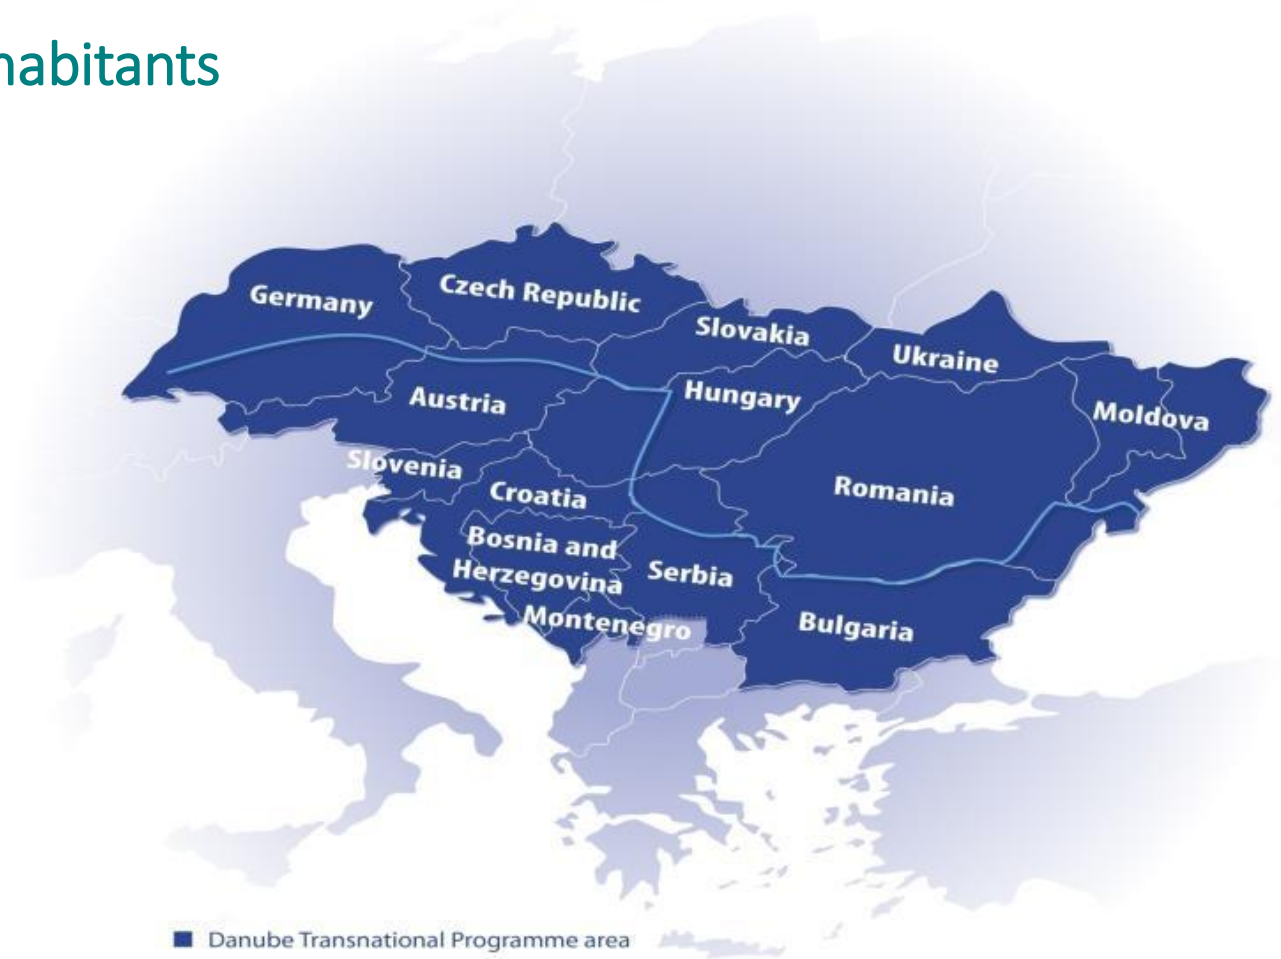 habitants
Germany
Czech Republic
Slovakia
Ukraine
Austria
Hungary
Moldova
Slovenia
Croatia
Romania
Bosnia and
Herzegovina
Serbia
Montenegro
Bulgaria
Danube Transnational Programme area